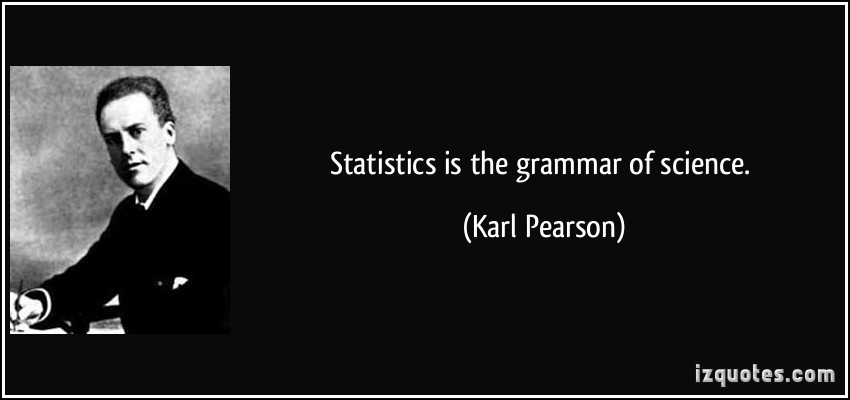 Statistics is the grammar of science.
(Karl Pearson)
izquotes.com